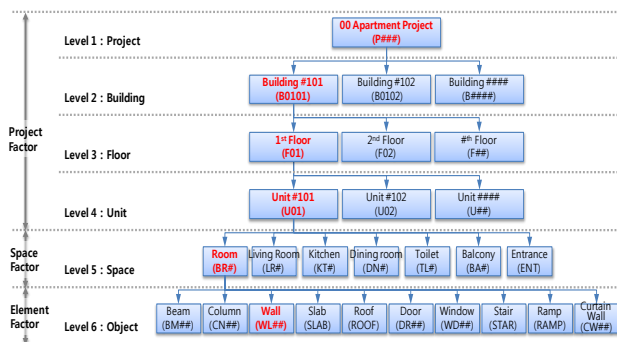 00 Apartment Project
(P###)
Level 1 : Project
Building #101
(B0101)
Building #102
(B0102)
Building ####
(B####)
Level 2 : Building
Project
Factor
1st Floor
(F01)
2nd Floor
(F02)
#th Floor
(F##)
Level 3 : Floor
Unit #101
(U01)
Unit #102
(U02)
Unit ####
(U##)
Level 4 : Unit
Space
Factor
Level 5 : Space
Room
(BR#)
Living Room
(LR#)
Kitchen
(KT#)
Dining room
(DN#)
Toilet
(TL#)
Balcony
(BA#)
Entrance
(ENT)
Element
Factor
Level 6 : Object
Beam
(BM##)
Column
(CN##)
Wall
(WL##)
Slab
(SLAB)
Roof
(ROOF)
Door
(DR##)
Window
(WD##)
Stair
(STAR)
Ramp
(RAMP)
Curtain
Wall
(CW##)